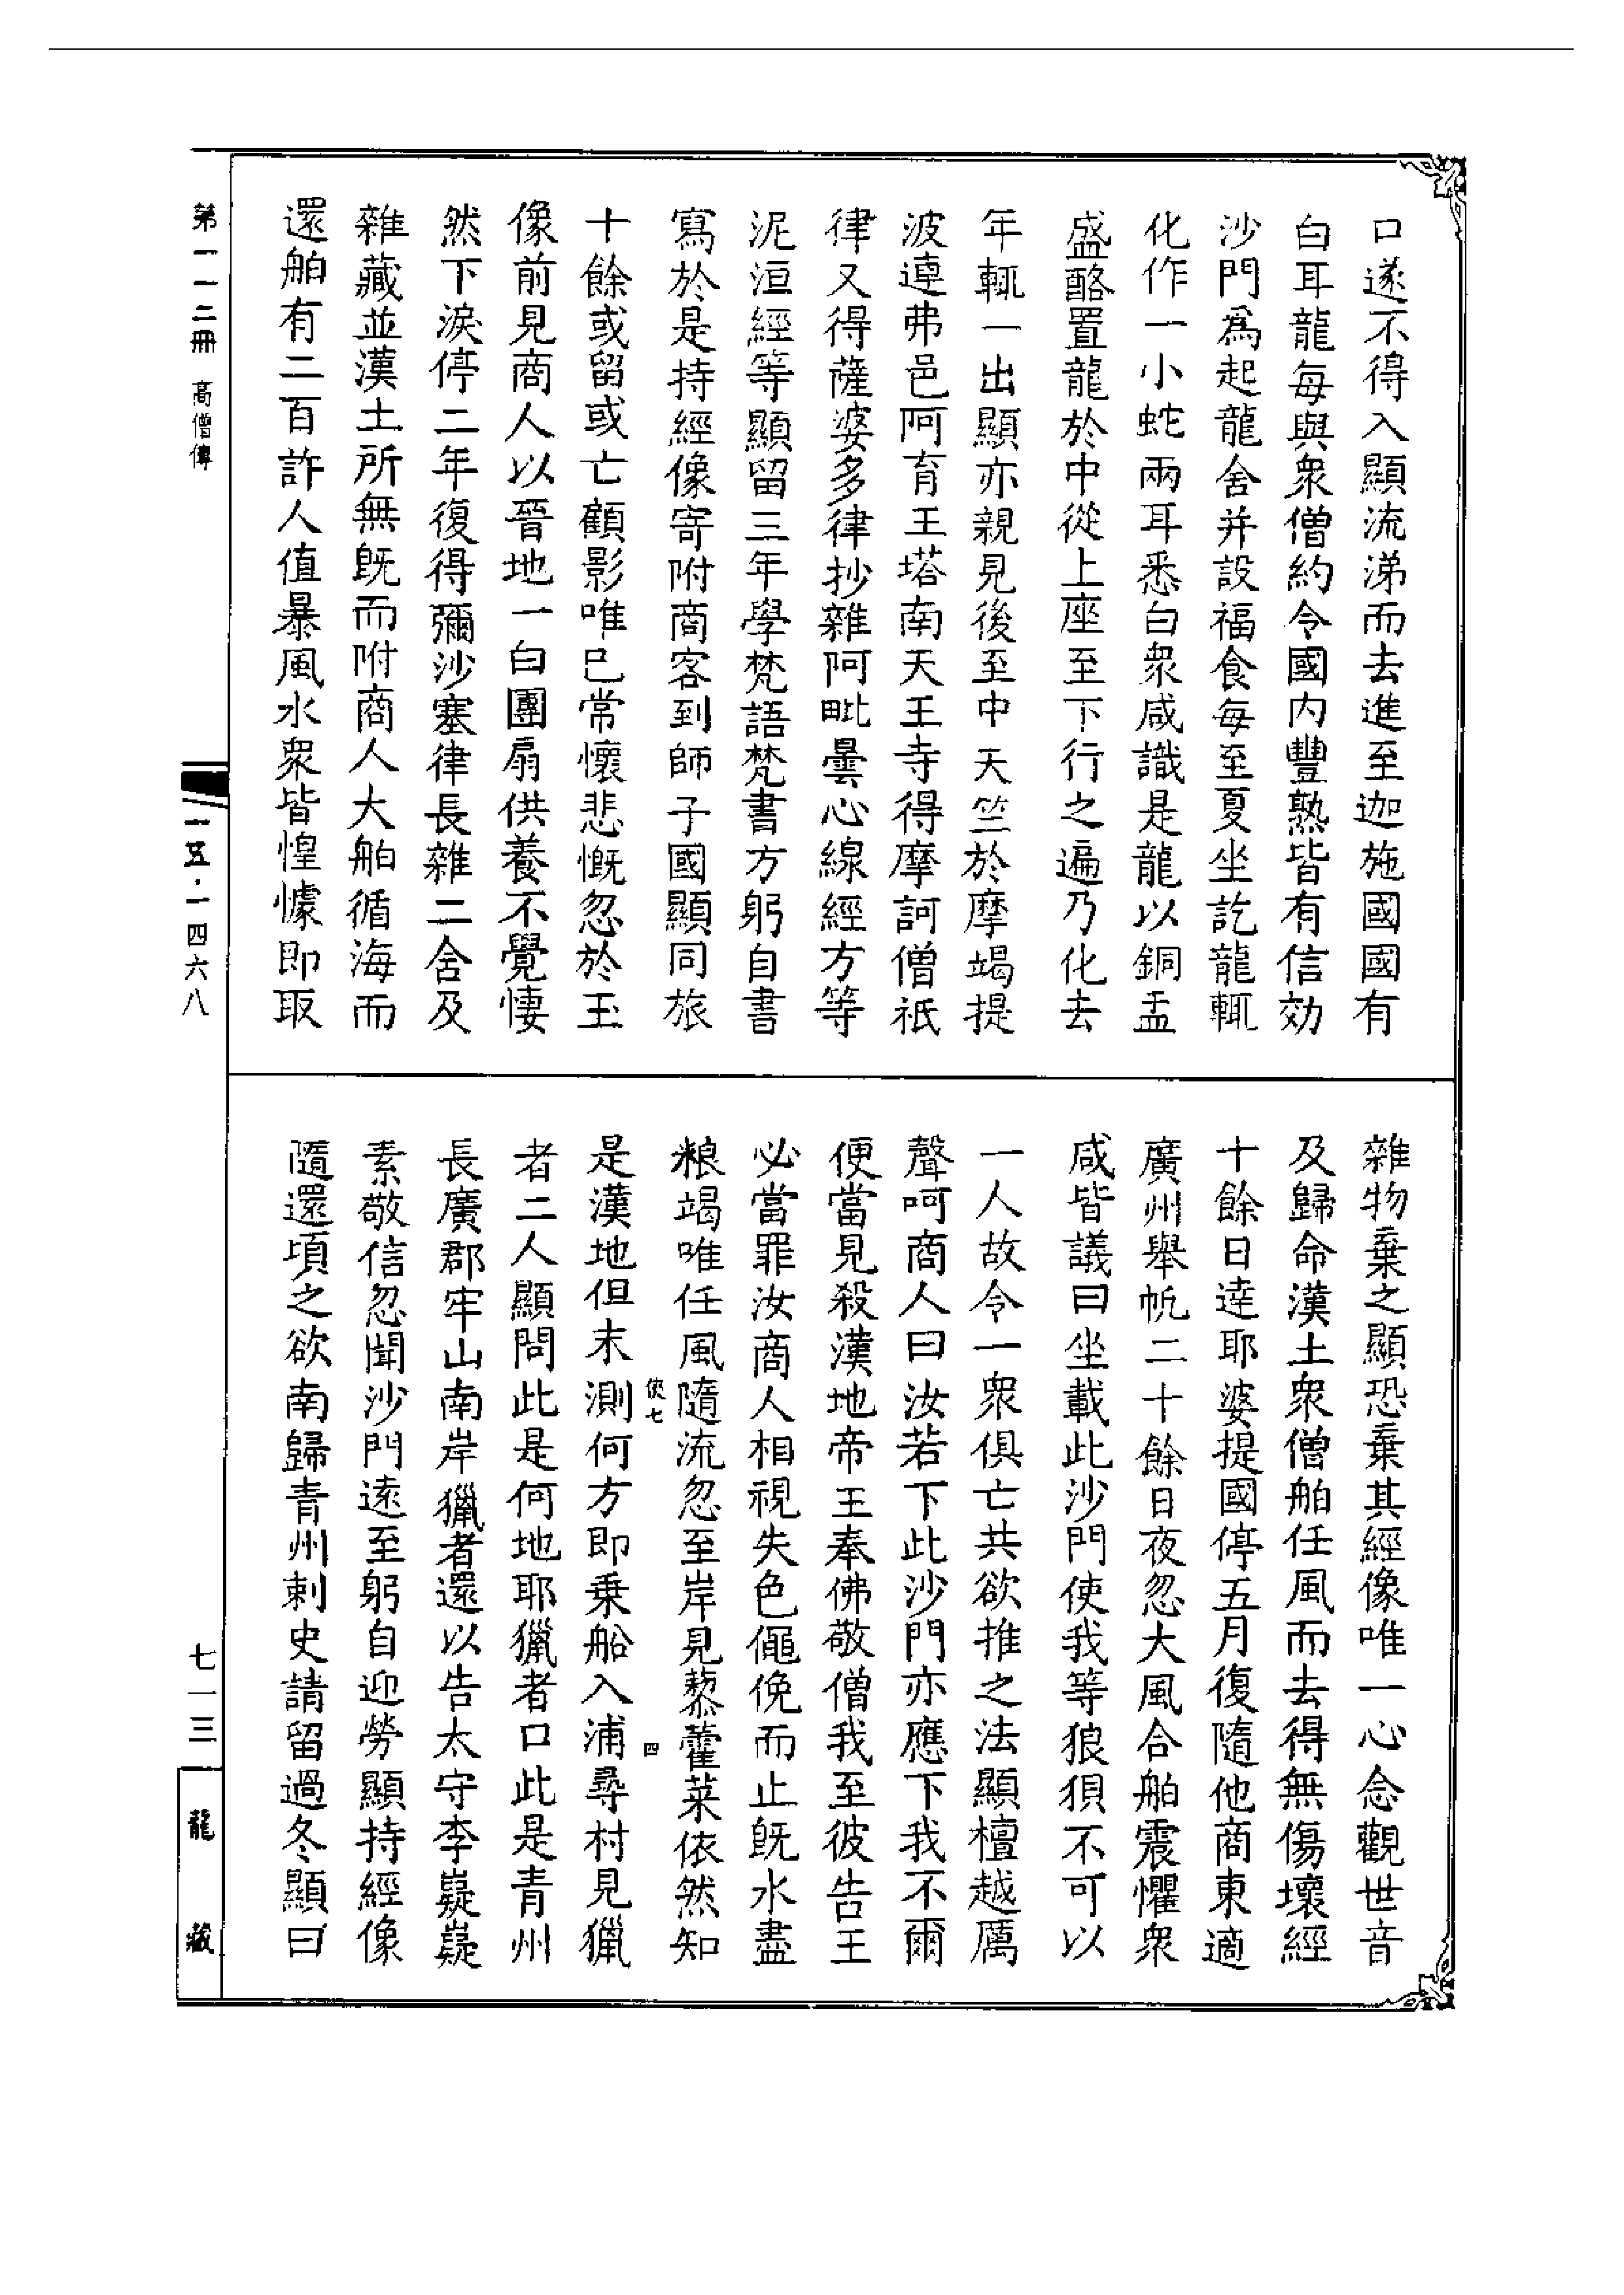 口遂不得入顯流涕而去進至迦施國國有
白耳龍每與衆僧約令國内豐熟皆有信効
沙門爲起龍舍并設福食每至夏坐訖龍輒
化作一小蛇兩耳悉白衆咸識是龍以銅盂
盛酪置龍於中從上座至下行之遍乃化去
年輒一出顯亦親見後至中天竺於摩竭提
波連弗邑阿育王塔南天王寺得摩訶僧祇
律又得薩婆多律抄雜阿毗曇心線經方等
泥洹經等顯留三年學梵語梵書方躬自書
寫於是持經像寄附商客到師子國顯同旅
十餘或留或亡顧影唯巳常懷悲慨忽於玉
像前見商人以晉地一白團扇供養不覺悽
然下淚停二年復得彌沙塞律長雜二含及
雜藏並漢土所無旣而附商人大舶循海而
還舶有二百許人值暴風水衆皆惶懅即取
雜物棄之顯恐棄其經像唯一心念觀世音
及歸命漢土衆僧舶任風而去得無傷壞經
十餘日達耶婆提國停五月復隨他商東適
廣州舉帆二十餘日夜忽大風合舶震懼衆
咸皆議曰坐載此沙門使我等狼狽不可以
一人故令一衆俱亡共欲推之法顯檀越厲
聲呵商人曰汝若下此沙門亦應下我不爾
便當見殺漢地帝王奉佛敬僧我至彼告王
必當罪汝商人相視失色僶俛而止旣水盡
粮竭唯任風隨流忽至岸見藜藿菜依然知
使七
四
是漢地但末測何方即乗船入浦尋村見獵
者二人顯問此是何地耶獵者口此是青州
長廣郡牢山南岸獵者還以告太守李嶷嶷
素敬信忽聞沙門遠至躬自迎勞顯持經像
隨還頃之欲南歸青州刺史請留過冬顯曰
第一一二冊 高僧傳
一五·一四六八
七一三
龍藏